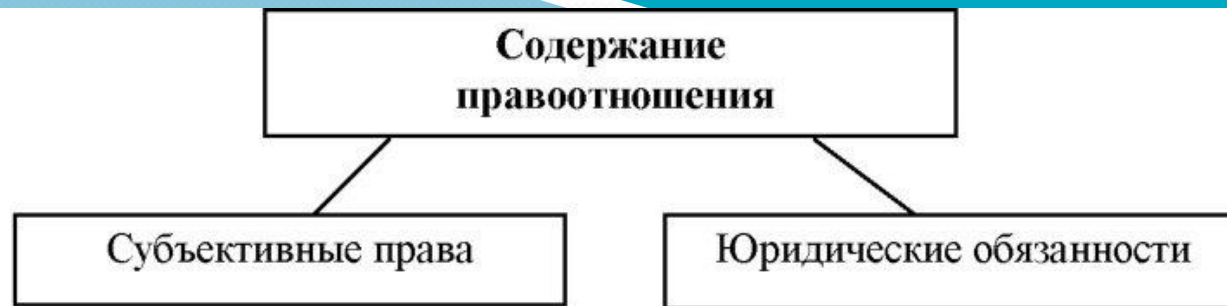 Содержание
правоотношения
Субъективные права
Юридические обязанности